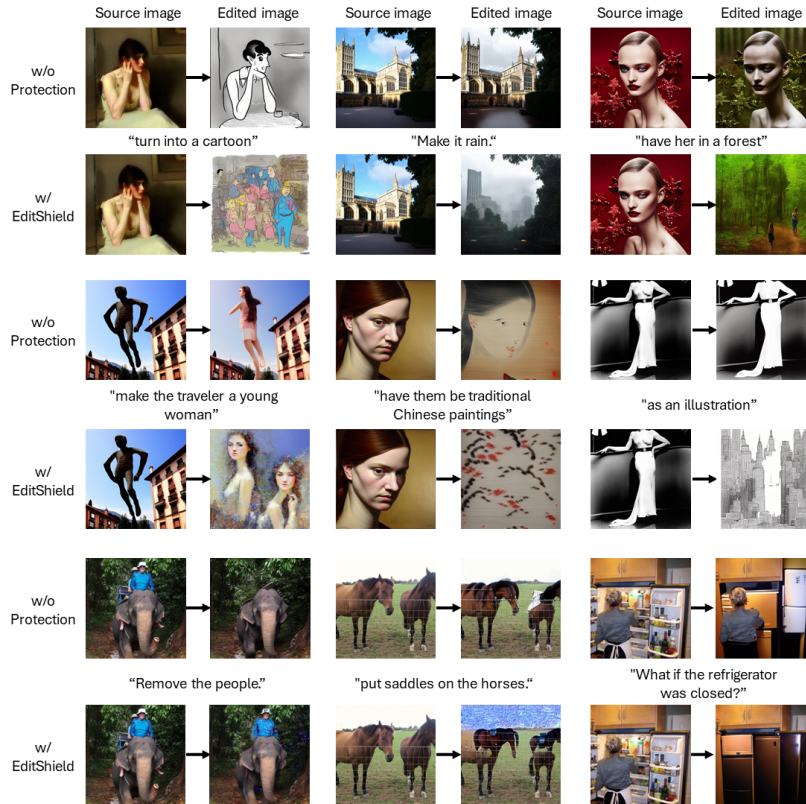 Source image Edited image Source image Edited image Source image Edited image
w/o
Protection
“turn into a cartoon” "Make it rain.“ "have her in a forest”
w/
EditShield
w/o
Protection
"make the traveler a young
woman”
"have them be traditional
Chinese paintings”
"as an illustration”
w/
EditShield
w/o
Protection
“Remove the people.” "put saddles on the horses.“
"What if the refrigerator
was closed?”
w/
EditShield